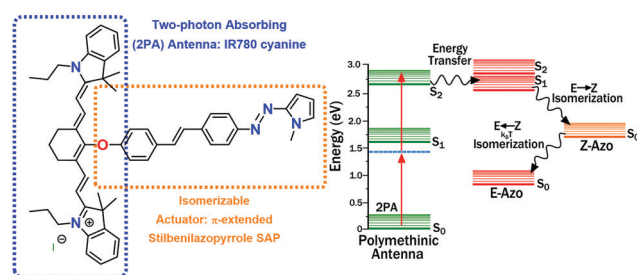 Two-photon Absorbing
(2PA) Antenna: IR780 cyanine
N
O
N
N
N
N
⊕
I
⊖
Isomerizable
Actuator: π-extended
Stilbenilazopyrrole SAP
Energy
Transfer
3.0
2.5
2.0
1.5
1.0
0.5
0.0
Energy (eV)
S2
S1
S0
2PA
Polymethinic
Antenna
S2
S1
E→Z
Isomerization
S0
Z-Azo
E←Z
kBT
Isomerization
E-Azo
S0